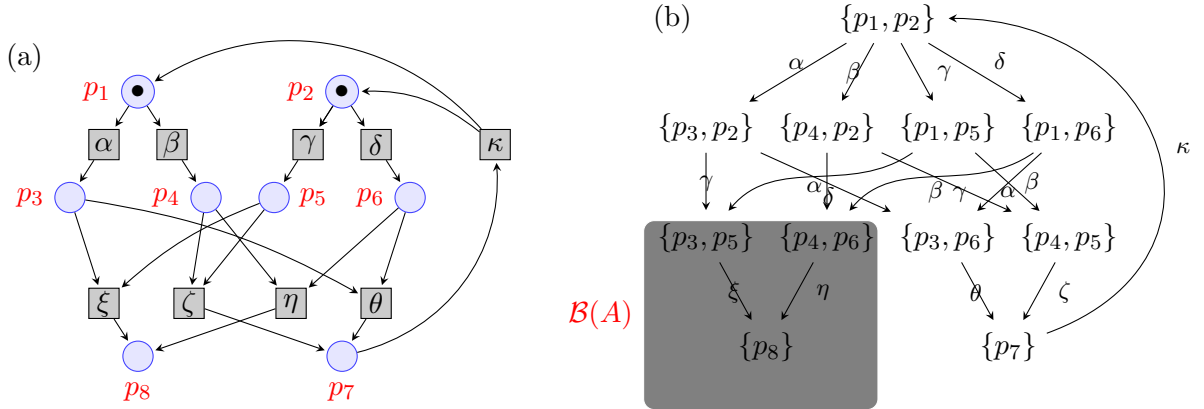 (a)
p₁ p₂
α β γ δ κ
p₃ p₄ p₅ p₆
ξ ζ η θ
p₈ p₇
(b)
{p₁, p₂}
α β γ δ
{p₃, p₂} {p₄, p₂} {p₁, p₅} {p₁, p₆}
κ
γ α δ β γ α β
{p₃, p₅} {p₄, p₆} {p₃, p₆} {p₄, p₅}
ξ η θ ζ
𝓑(A)
{p₈} {p₇}